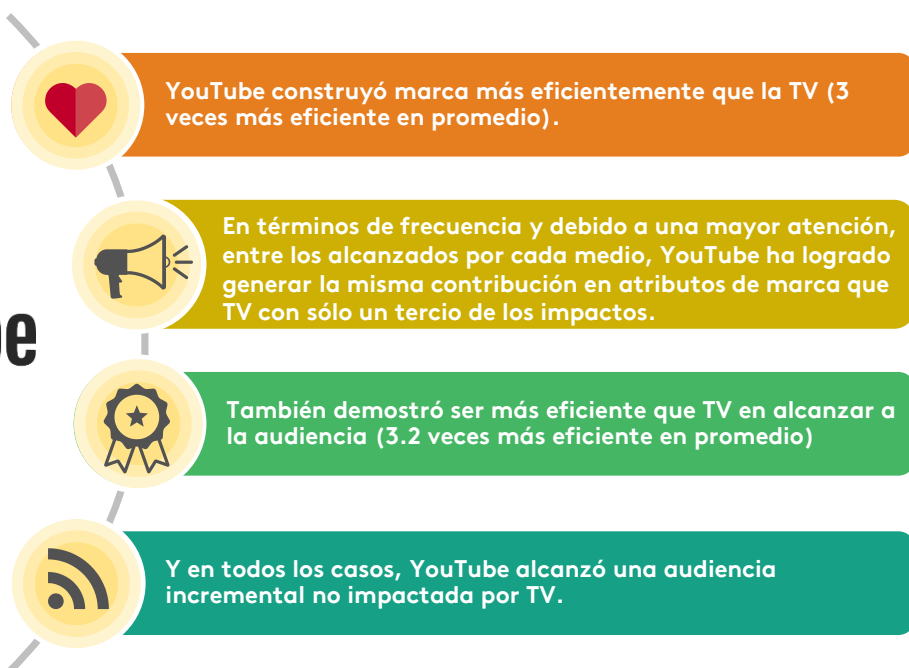 YouTube construyó marca más eficientemente que la TV (3
veces más eficiente en promedio).
En términos de frecuencia y debido a una mayor atención,
entre los alcanzados por cada medio, YouTube ha logrado
generar la misma contribución en atributos de marca que
TV con sólo un tercio de los impactos.
También demostró ser más eficiente que TV en alcanzar a
la audiencia (3.2 veces más eficiente en promedio)
Y en todos los casos, YouTube alcanzó una audiencia
incremental no impactada por TV.